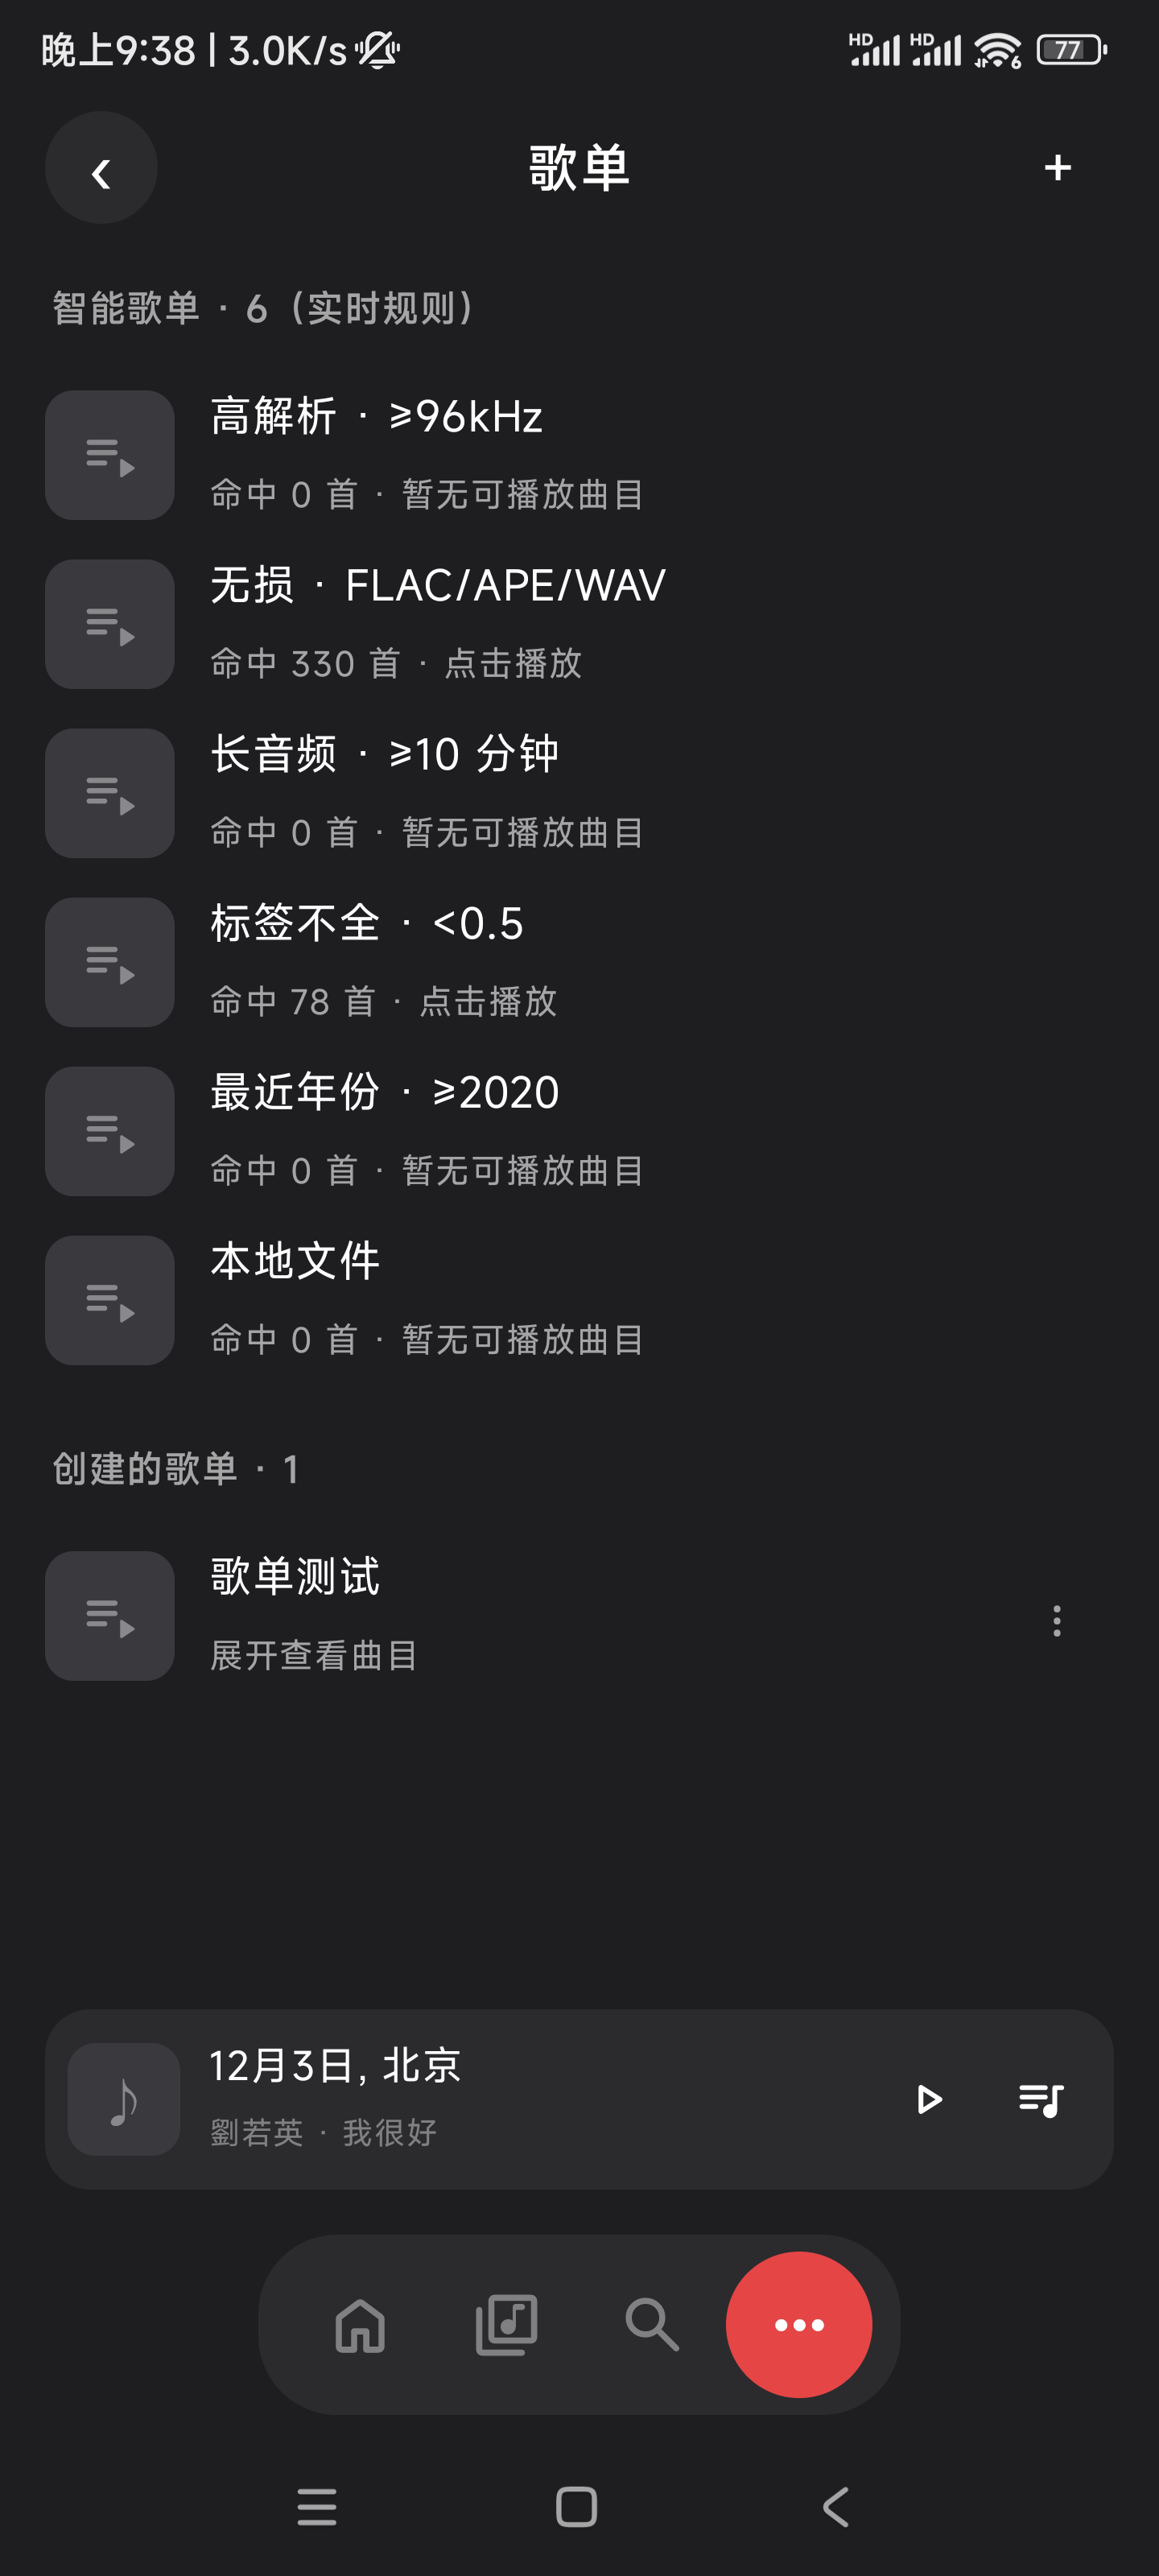 晚上9:38 | 3.0K/s
HD HD 6 77
歌单
智能歌单 · 6（实时规则）
高解析 · ≥96kHz
命中 0 首 · 暂无可播放曲目
无损 · FLAC/APE/WAV
命中 330 首 · 点击播放
长音频 · ≥10 分钟
命中 0 首 · 暂无可播放曲目
标签不全 · <0.5
命中 78 首 · 点击播放
最近年份 · ≥2020
命中 0 首 · 暂无可播放曲目
本地文件
命中 0 首 · 暂无可播放曲目
创建的歌单 · 1
歌单测试
展开查看曲目
12月3日, 北京
劉若英 · 我很好